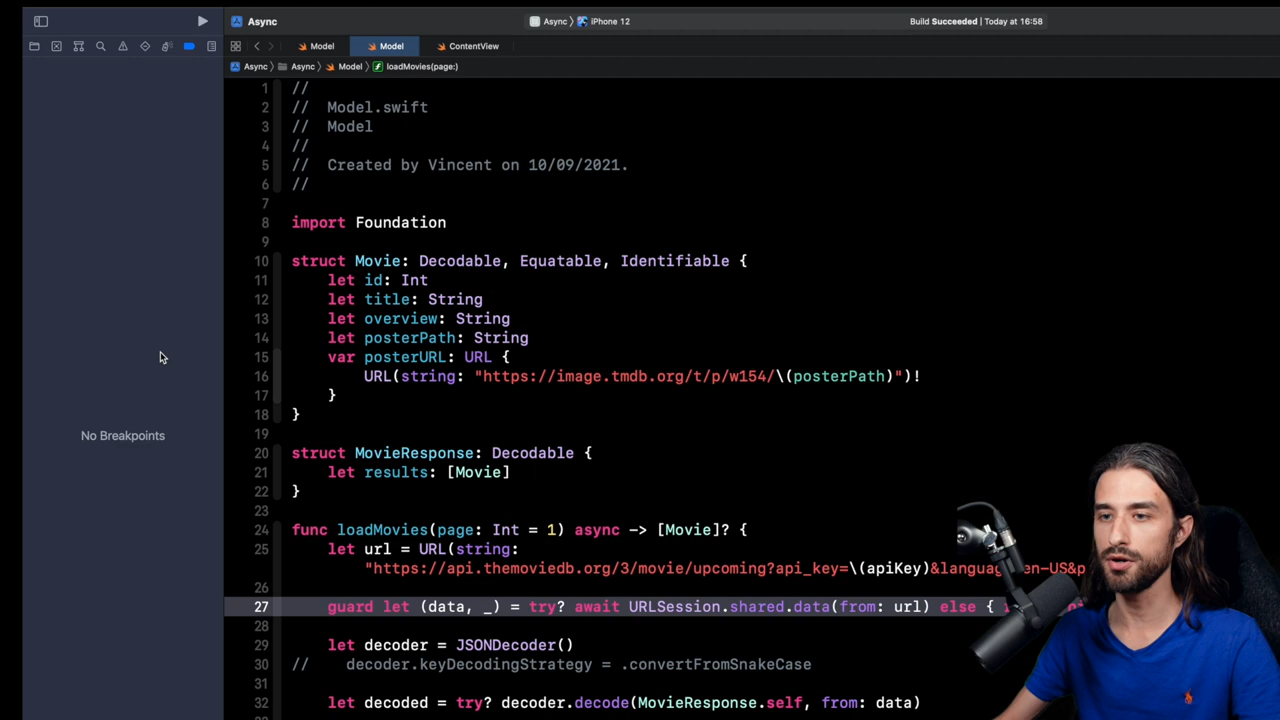 Async
Async
iPhone 12
Build Succeeded | Today at 16:58
Model
Model
ContentView
Async
Async
Model
loadMovies(page:)
No Breakpoints
1 //
2 // Model.swift
3 // Model
4 //
5 // Created by Vincent on 10/09/2021.
6 //
7
8 import Foundation
9
10 struct Movie: Decodable, Equatable, Identifiable {
11 let id: Int
12 let title: String
13 let overview: String
14 let posterPath: String
15 var posterURL: URL {
16 URL(string: "https://image.tmdb.org/t/p/w154/\(posterPath)")!
17 }
18 }
19
20 struct MovieResponse: Decodable {
21 let results: [Movie]
22 }
23
24 func loadMovies(page: Int = 1) async -> [Movie]? {
25 let url = URL(string:
"https://api.themoviedb.org/3/movie/upcoming?api_key=\(apiKey)&language=en-US&p
26
27 guard let (data, _) = try? await URLSession.shared.data(from: url) else {
28
29 let decoder = JSONDecoder()
30 // decoder.keyDecodingStrategy = .convertFromSnakeCase
31
32 let decoded = try? decoder.decode(MovieResponse.self, from: data)